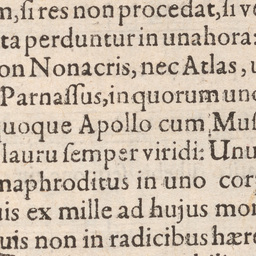 m, ſi res non procedat, ſi ve
ta perduntur in una hora:
on Nonacris, nec Atlas, u
Parnaſſus, in quorum uno
uoque Apollo cum Muſ
lauru ſemper viridi: Unu
naphroditus in uno cor
uis ex mille ad hujus mon
uis non in radicibus hære